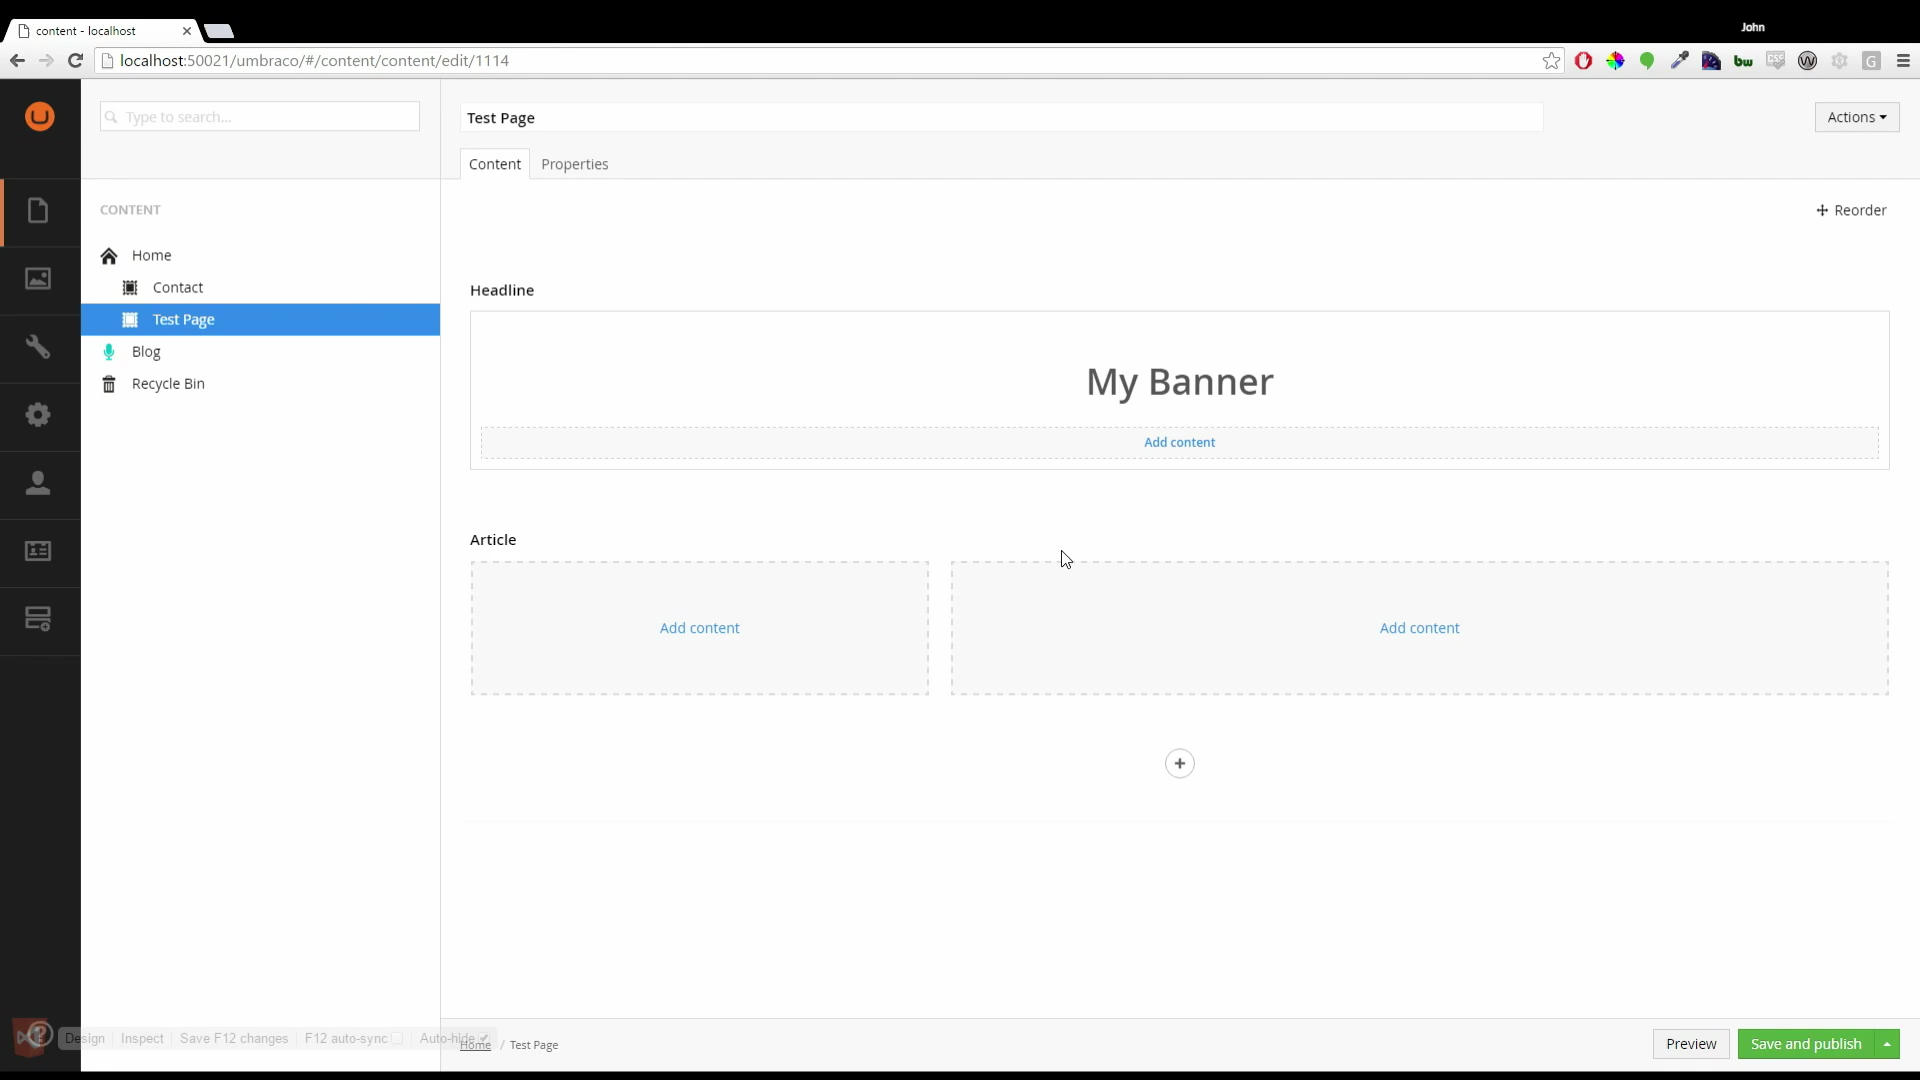 content - localhost
John
localhost:50021/umbraco/#/content/content/edit/1114
bw
CSS
W
G
Type to search...
Test Page
Actions
Content
Properties
CONTENT
Reorder
Home
Contact
Test Page
Blog
Recycle Bin
Headline
My Banner
Add content
Article
Add content
Add content
Design
Inspect
Save F12 changes
F12 auto-sync
Auto-hide
Home / Test Page
Preview
Save and publish